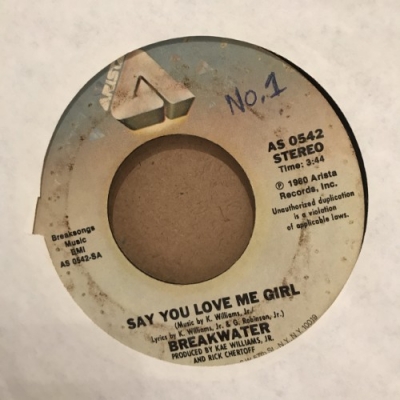 ARISTA
No.1
AS 0542
STEREO
Time: 3:44
℗ 1980 Arista
Records, Inc.
Unauthorized duplication
is a violation
of applicable laws.
Breaksongs
Music
BMI
AS 0542-SA
SAY YOU LOVE ME GIRL
(Music by K. Williams, Jr.
Lyrics by K. Williams, Jr. & G. Robinson, Jr.)
BREAKWATER
PRODUCED BY KAE WILLIAMS, JR.
AND RICK CHERTOFF
N.Y. N.Y. 10019